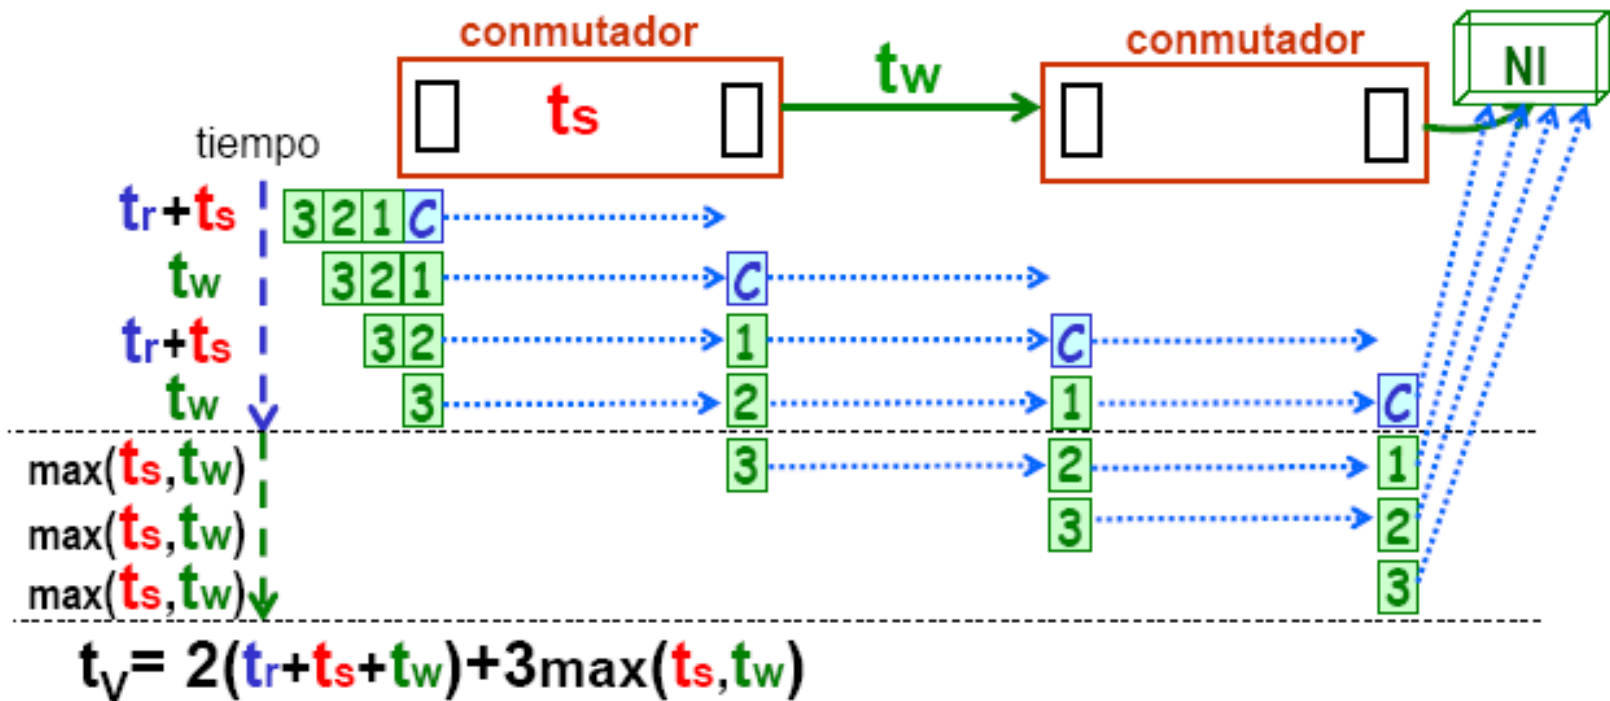 conmutador
conmutador
NI
ts
tw
tiempo
tr+ts
3 2 1 C
tw
3 2 1
C
tr+ts
3 2
1
C
tw
3
2
1
C
max(ts,tw)
3
2
1
max(ts,tw)
3
2
max(ts,tw)
3
tV= 2(tr+ts+tw)+3max(ts,tw)